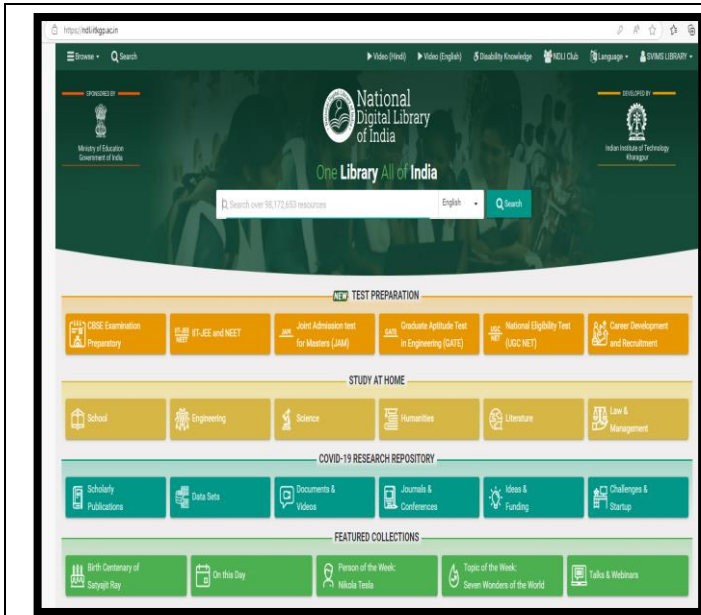 https://ndl.iitkgp.ac.in
Browse Search Video (Hindi) Video (English) Disability Knowledge NDLI Club Language SVIMS LIBRARY
SPONSORED BY
Ministry of Education
Government of India
National
Digital Library
of India
One Library All of India
DEVELOPED BY
Indian Institute of Technology
Kharagpur
Search over 98,172,653 resources English Search
NEW TEST PREPARATION
CBSE Examination
Preparatory
IIT-JEE
NEET
IIT-JEE and NEET
JAM
Joint Admission test
for Masters (JAM)
GATE
Graduate Aptitude Test
in Engineering (GATE)
UGC
NET
National Eligibility Test
(UGC NET)
Career Development
and Recruitment
STUDY AT HOME
School
Engineering
Science
Humanities
Literature
Law &
Management
COVID-19 RESEARCH REPOSITORY
Scholarly
Publications
Data Sets
Documents &
Videos
Journals &
Conferences
Ideas &
Funding
Challenges &
Startup
FEATURED COLLECTIONS
Birth Centenary of
Satyajit Ray
On this Day
Person of the Week:
Nikola Tesla
Topic of the Week:
Seven Wonders of the World
Talks & Webinars